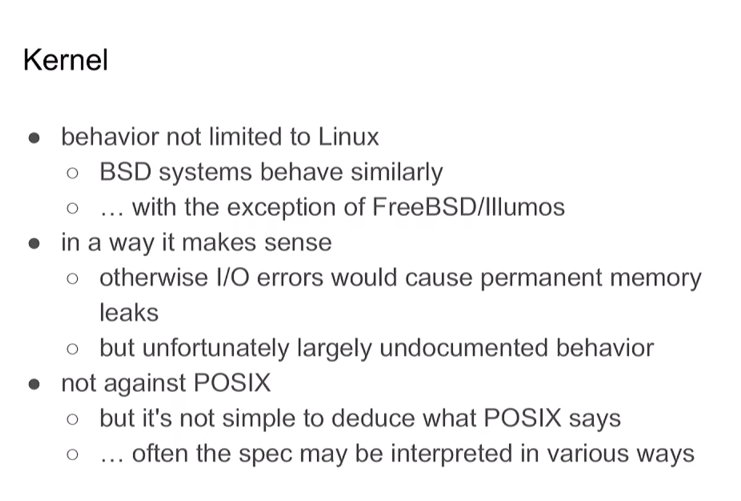 Kernel
● behavior not limited to Linux
○ BSD systems behave similarly
○ … with the exception of FreeBSD/Illumos
● in a way it makes sense
○ otherwise I/O errors would cause permanent memory
leaks
○ but unfortunately largely undocumented behavior
● not against POSIX
○ but it's not simple to deduce what POSIX says
○ … often the spec may be interpreted in various ways